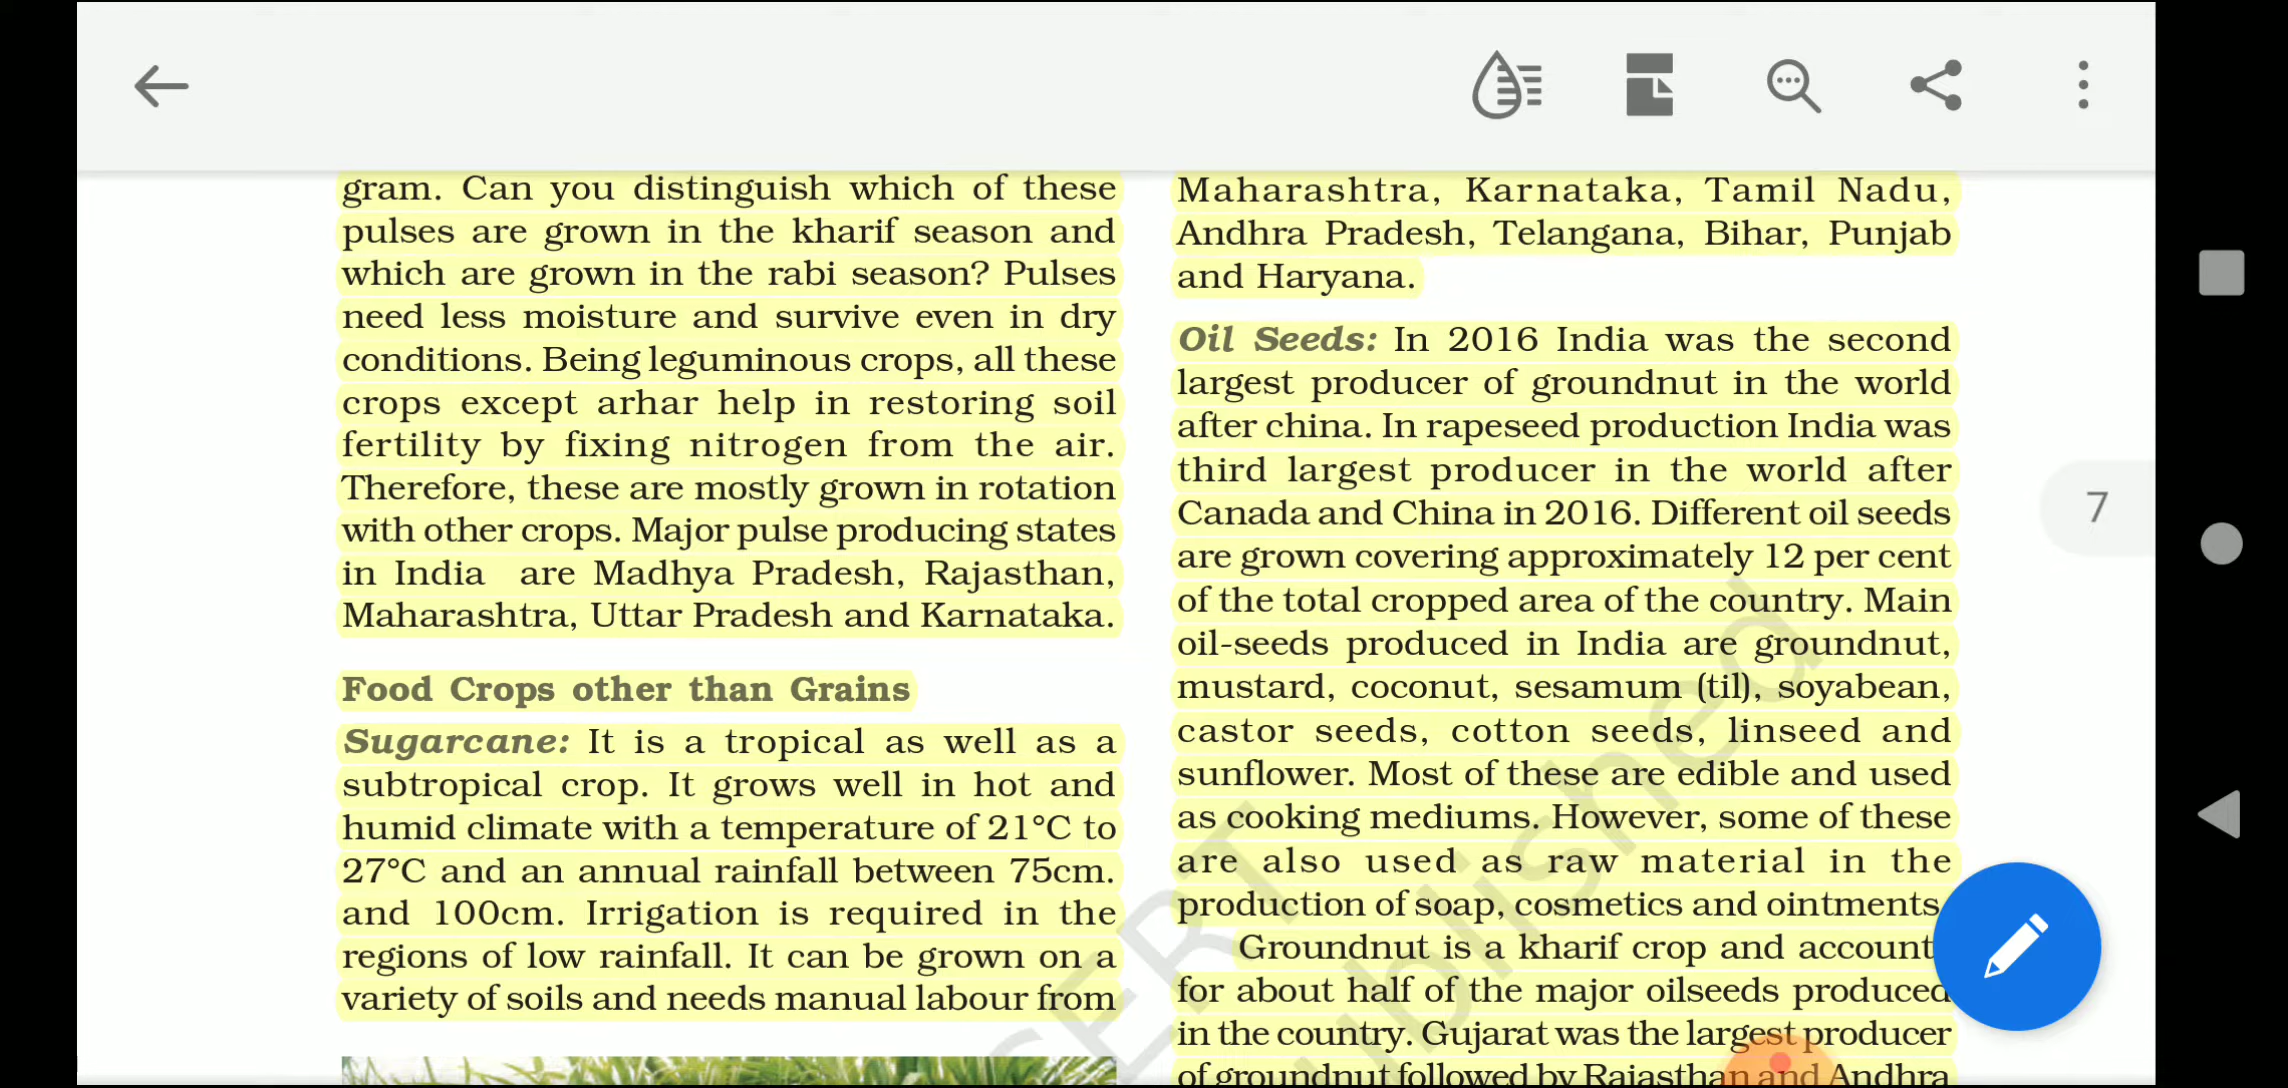 gram. Can you distinguish which of these
pulses are grown in the kharif season and
which are grown in the rabi season? Pulses
need less moisture and survive even in dry
conditions. Being leguminous crops, all these
crops except arhar help in restoring soil
fertility by fixing nitrogen from the air.
Therefore, these are mostly grown in rotation
with other crops. Major pulse producing states
in India are Madhya Pradesh, Rajasthan,
Maharashtra, Uttar Pradesh and Karnataka.
Food Crops other than Grains
Sugarcane: It is a tropical as well as a
subtropical crop. It grows well in hot and
humid climate with a temperature of 21°C to
27°C and an annual rainfall between 75cm.
and 100cm. Irrigation is required in the
regions of low rainfall. It can be grown on a
variety of soils and needs manual labour from
Maharashtra, Karnataka, Tamil Nadu,
Andhra Pradesh, Telangana, Bihar, Punjab
and Haryana.
Oil Seeds: In 2016 India was the second
largest producer of groundnut in the world
after china. In rapeseed production India was
third largest producer in the world after
Canada and China in 2016. Different oil seeds
are grown covering approximately 12 per cent
of the total cropped area of the country. Main
oil-seeds produced in India are groundnut,
mustard, coconut, sesamum (til), soyabean,
castor seeds, cotton seeds, linseed and
sunflower. Most of these are edible and used
as cooking mediums. However, some of these
are also used as raw material in the
production of soap, cosmetics and ointments
Groundnut is a kharif crop and account
for about half of the major oilseeds produced
in the country. Gujarat was the largest producer
of groundnut followed by Rajasthan and Andhra
7